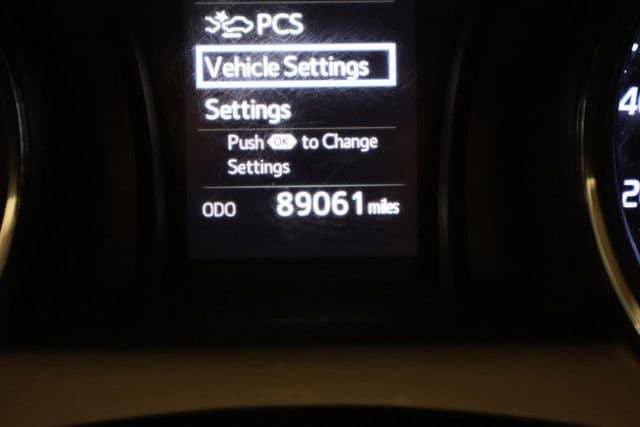 PCS
Vehicle Settings
Settings
Push OK to Change
Settings
ODO 89061 miles